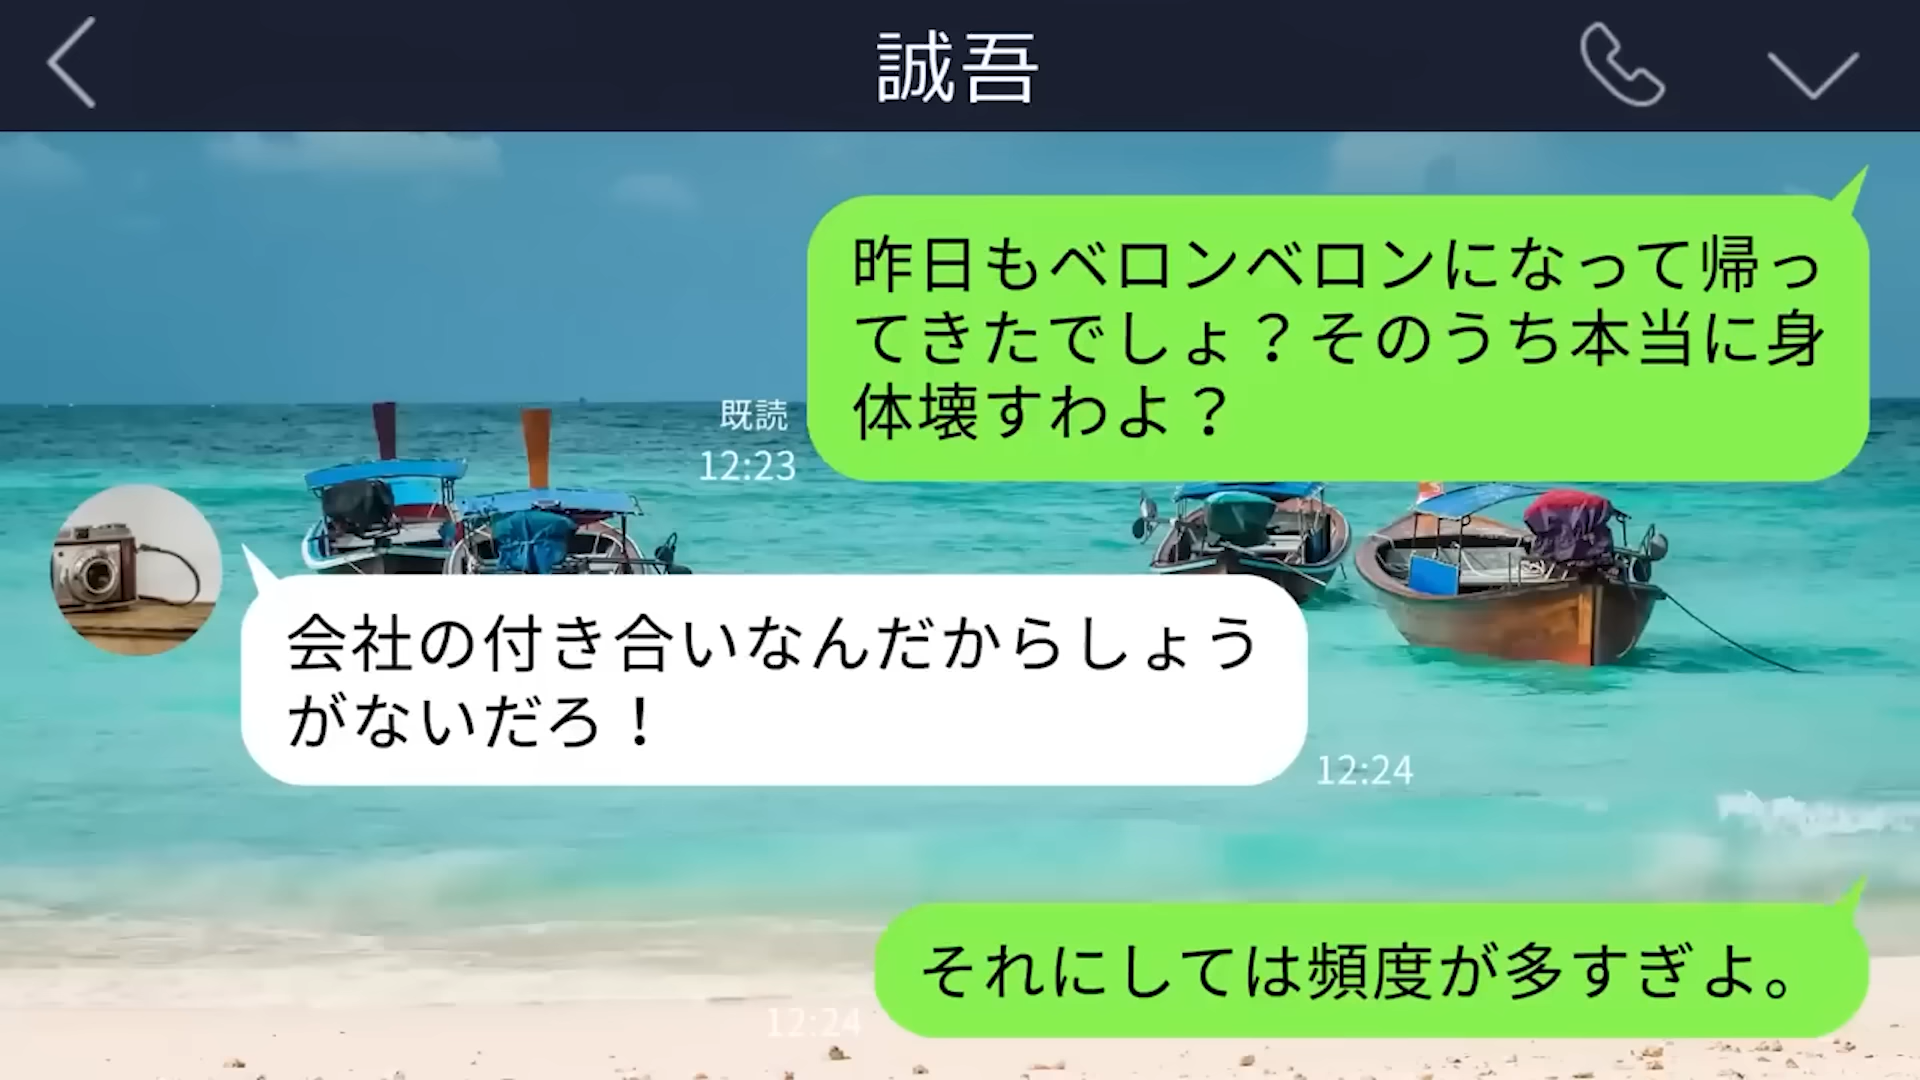 誠吾
昨日もベロンベロンになって帰っ
てきたでしょ？そのうち本当に身
体壊すわよ？
既読
12:23
会社の付き合いなんだからしょう
がないだろ！
12:24
それにしては頻度が多すぎよ。
12:24